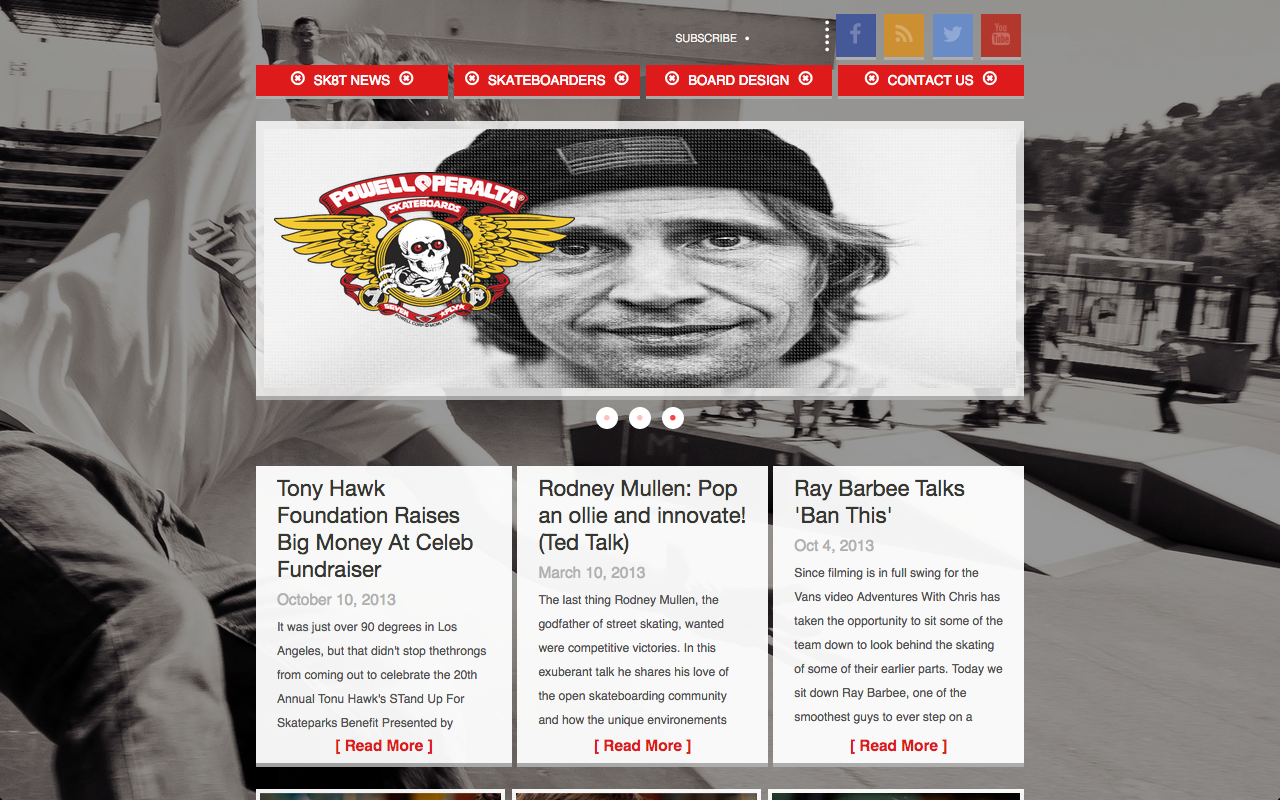 SUBSCRIBE •
You
Tube
SK8T NEWS
SKATEBOARDERS
BOARD DESIGN
CONTACT US
POWELL PERALTA®
SKATEBOARDS
Tony Hawk
Foundation Raises
Big Money At Celeb
Fundraiser
October 10, 2013
It was just over 90 degrees in Los
Angeles, but that didn't stop thethrongs
from coming out to celebrate the 20th
Annual Tonu Hawk's STand Up For
Skateparks Benefit Presented by
[ Read More ]
Rodney Mullen: Pop
an ollie and innovate!
(Ted Talk)
March 10, 2013
The last thing Rodney Mullen, the
godfather of street skating, wanted
were competitive victories. In this
exuberant talk he shares his love of
the open skateboarding community
and how the unique environements
[ Read More ]
Ray Barbee Talks
'Ban This'
Oct 4, 2013
Since filming is in full swing for the
Vans video Adventures With Chris has
taken the opportunity to sit some of the
team down to look behind the skating
of some of their earlier parts. Today we
sit down Ray Barbee, one of the
smoothest guys to ever step on a
[ Read More ]